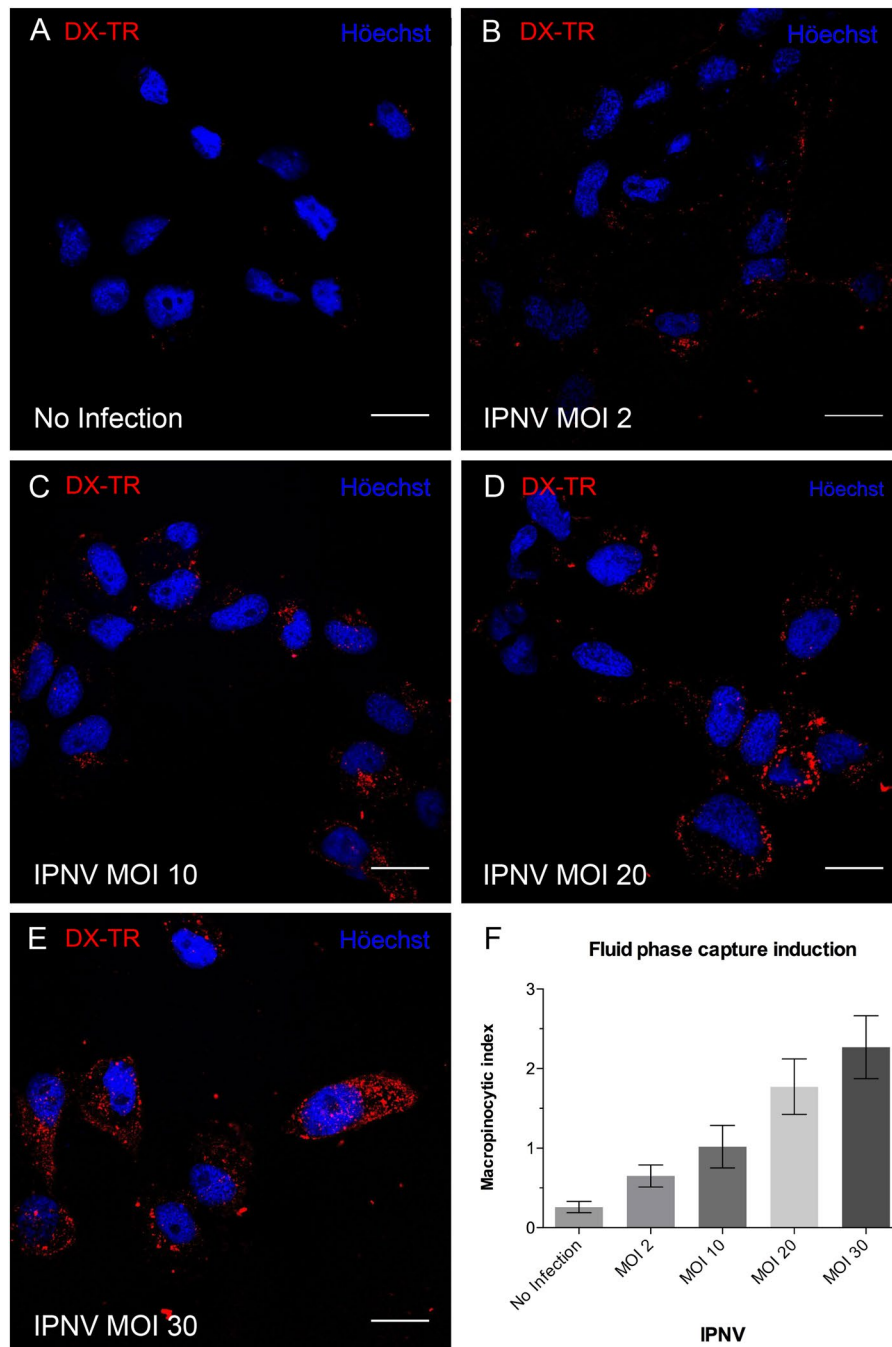 A DX-TR Höechst
No Infection
B DX-TR Höechst
IPNV MOI 2
C DX-TR Höechst
IPNV MOI 10
D DX-TR Höechst
IPNV MOI 20
E DX-TR Höechst
IPNV MOI 30
F
Fluid phase capture induction
Macropinocytic index
3
2
1
0
No Infection
MOI 2
MOI 10
MOI 20
MOI 30
IPNV